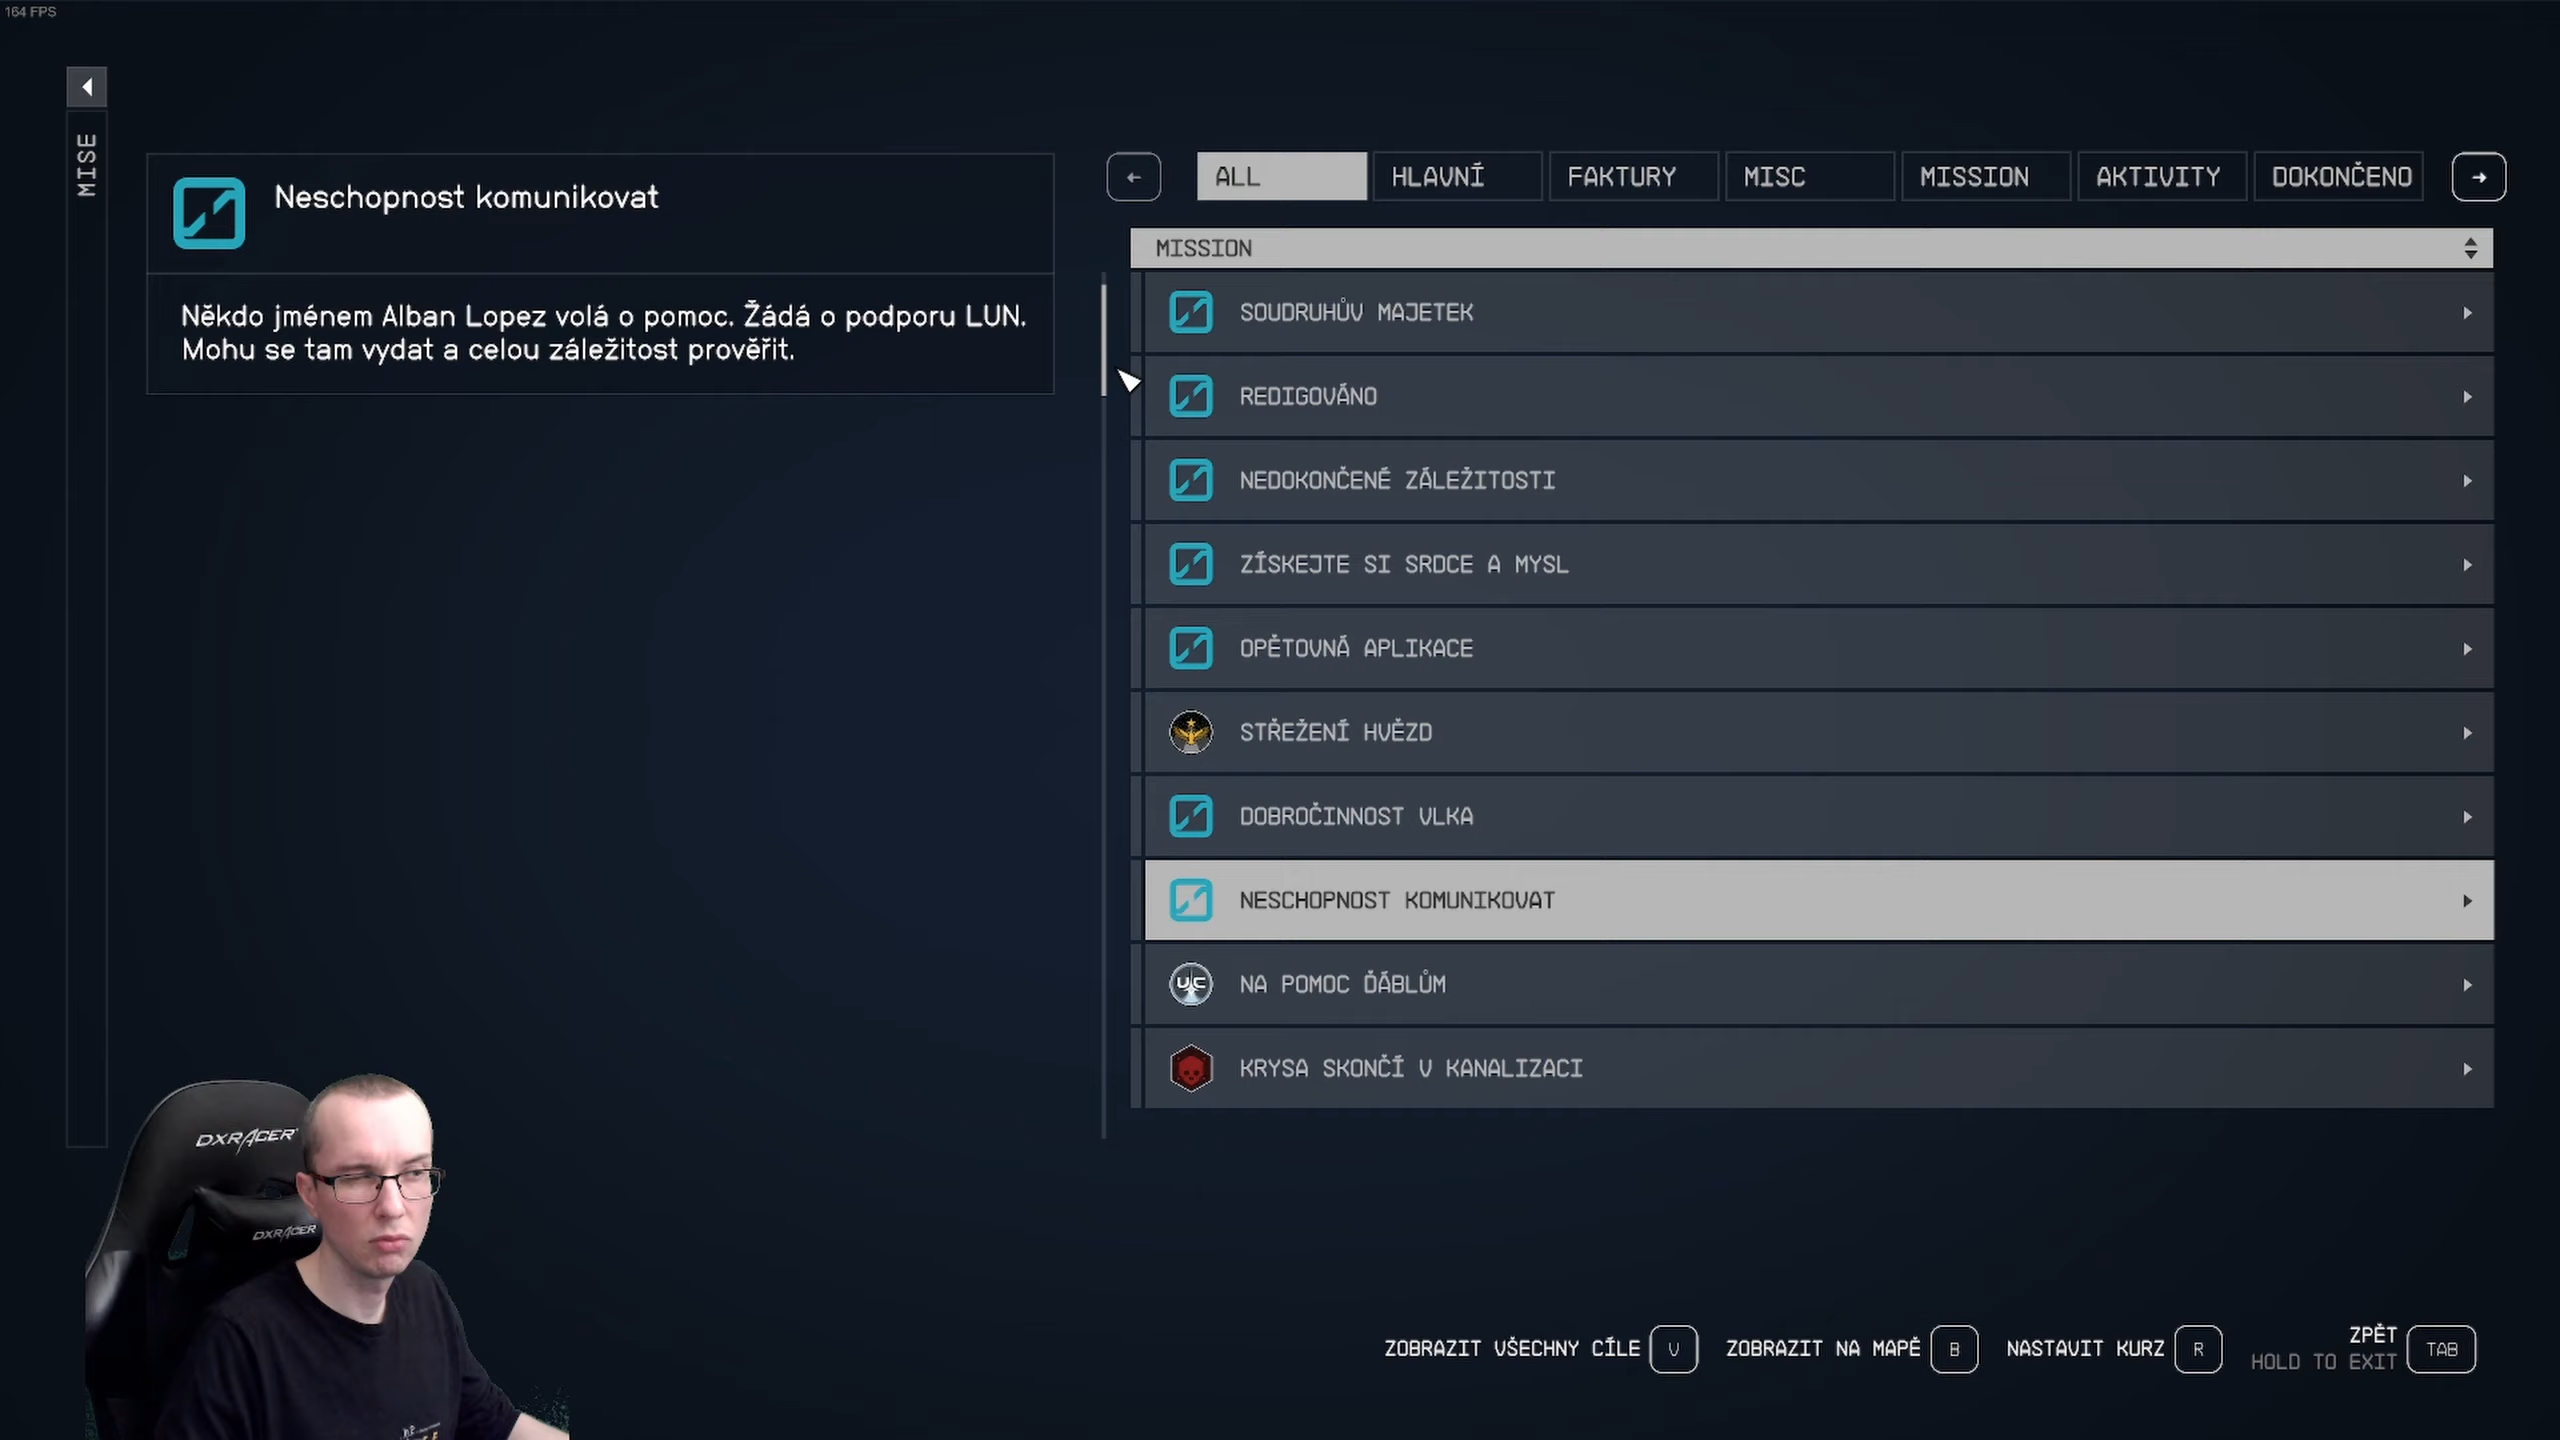 164 FPS
MISE
Neschopnost komunikovat
Někdo jménem Alban Lopez volá o pomoc. Žádá o podporu LUN.
Mohu se tam vydat a celou záležitost prověřit.
ALL
HLAVNÍ
FAKTURY
MISC
MISSION
AKTIVITY
DOKONČENO
MISSION
SOUDRUHŮV MAJETEK
REDIGOVÁNO
NEDOKONČENÉ ZÁLEŽITOSTI
ZÍSKEJTE SI SRDCE A MYSL
OPĚTOVNÁ APLIKACE
STŘEŽENÍ HVĚZD
DOBROČINNOST VLKA
NESCHOPNOST KOMUNIKOVAT
UC
NA POMOC ĎÁBLŮM
KRYSA SKONČÍ V KANALIZACI
DXRACER
DXRACER
ZOBRAZIT VŠECHNY CÍLE V
ZOBRAZIT NA MAPĚ B
NASTAVIT KURZ R
ZPĚT
HOLD TO EXIT
TAB